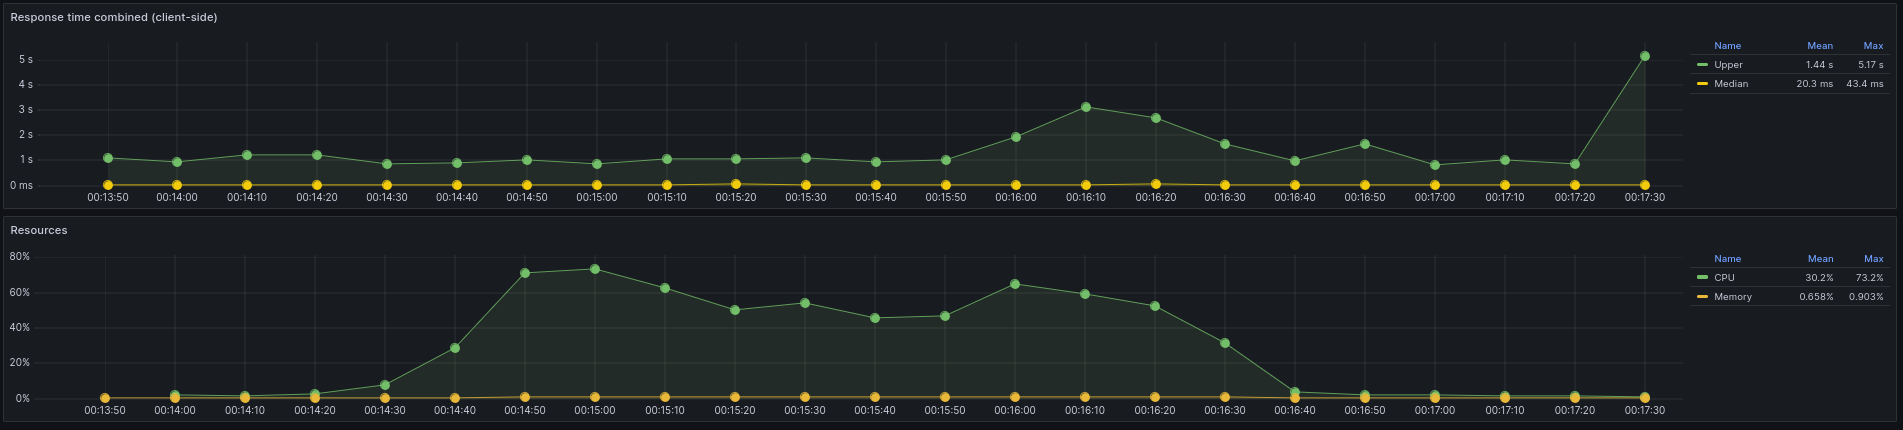 Response time combined (client-side)
5 s
4 s
3 s
2 s
1 s
0 ms
00:13:50 00:14:00 00:14:10 00:14:20 00:14:30 00:14:40 00:14:50 00:15:00 00:15:10 00:15:20 00:15:30 00:15:40 00:15:50 00:16:00 00:16:10 00:16:20 00:16:30 00:16:40 00:16:50 00:17:00 00:17:10 00:17:20 00:17:30
Name Mean Max
Upper 1.44 s 5.17 s
Median 20.3 ms 43.4 ms
Resources
80%
60%
40%
20%
0%
00:13:50 00:14:00 00:14:10 00:14:20 00:14:30 00:14:40 00:14:50 00:15:00 00:15:10 00:15:20 00:15:30 00:15:40 00:15:50 00:16:00 00:16:10 00:16:20 00:16:30 00:16:40 00:16:50 00:17:00 00:17:10 00:17:20 00:17:30
Name Mean Max
CPU 30.2% 73.2%
Memory 0.658% 0.903%